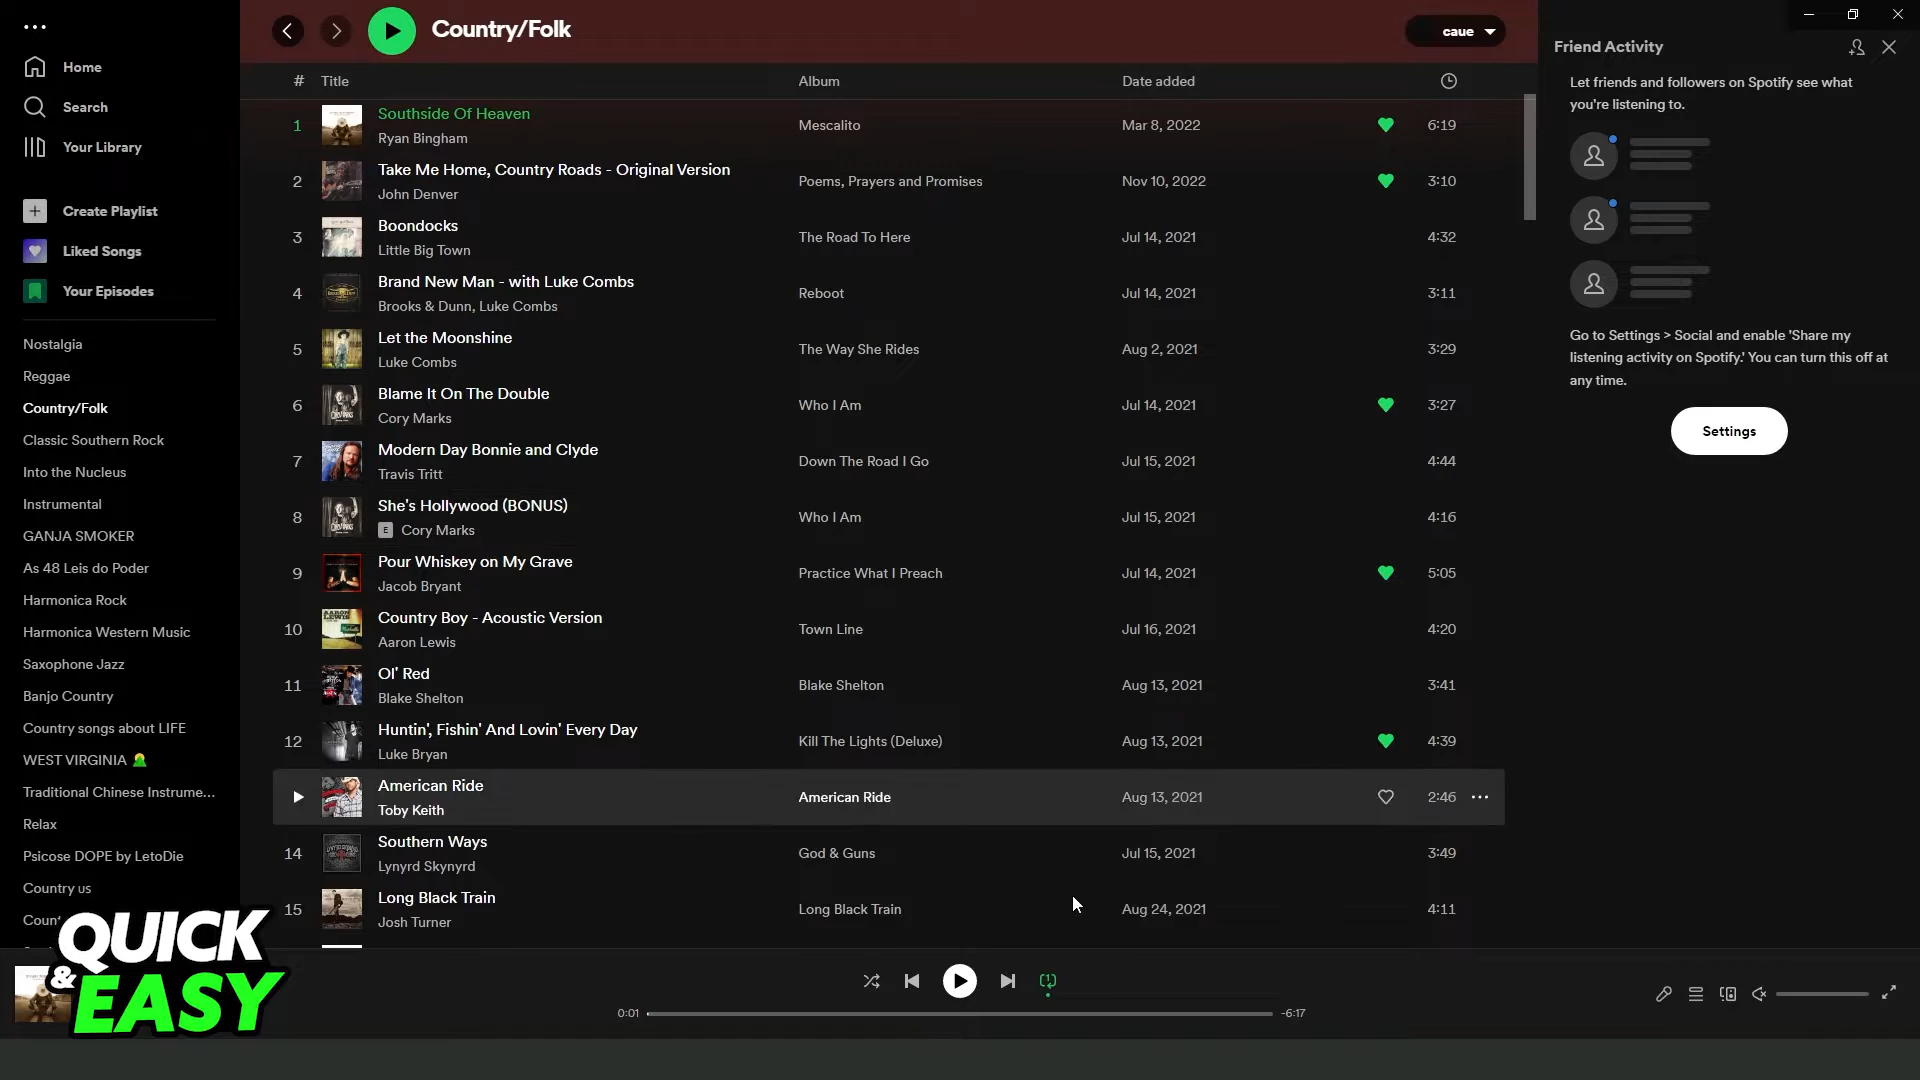 Home
Search
Your Library
Create Playlist
Liked Songs
Your Episodes
Nostalgia
Reggae
Country/Folk
Classic Southern Rock
Into the Nucleus
Instrumental
GANJA SMOKER
As 48 Leis do Poder
Harmonica Rock
Harmonica Western Music
Saxophone Jazz
Banjo Country
Country songs about LIFE
WEST VIRGINIA
Traditional Chinese Instrume...
Relax
Psicose DOPE by LetoDie
Country us
QUICK
& EASY
Country/Folk
caue
# Title Album Date added
1 Southside Of Heaven Mescalito Mar 8, 2022 6:19
Ryan Bingham
2 Take Me Home, Country Roads - Original Version Poems, Prayers and Promises Nov 10, 2022 3:10
John Denver
3 Boondocks The Road To Here Jul 14, 2021 4:32
Little Big Town
4 Brand New Man - with Luke Combs Reboot Jul 14, 2021 3:11
Brooks & Dunn, Luke Combs
5 Let the Moonshine The Way She Rides Aug 2, 2021 3:29
Luke Combs
6 Blame It On The Double Who I Am Jul 14, 2021 3:27
Cory Marks
7 Modern Day Bonnie and Clyde Down The Road I Go Jul 15, 2021 4:44
Travis Tritt
8 She's Hollywood (BONUS) Who I Am Jul 15, 2021 4:16
E Cory Marks
9 Pour Whiskey on My Grave Practice What I Preach Jul 14, 2021 5:05
Jacob Bryant
10 Country Boy - Acoustic Version Town Line Jul 16, 2021 4:20
Aaron Lewis
11 Ol' Red Blake Shelton Aug 13, 2021 3:41
Blake Shelton
12 Huntin', Fishin' And Lovin' Every Day Kill The Lights (Deluxe) Aug 13, 2021 4:39
Luke Bryan
American Ride American Ride Aug 13, 2021 2:46
Toby Keith
14 Southern Ways God & Guns Jul 15, 2021 3:49
Lynyrd Skynyrd
15 Long Black Train Long Black Train Aug 24, 2021 4:11
Josh Turner
0:01 -6:17
Friend Activity
Let friends and followers on Spotify see what
you're listening to.
Go to Settings > Social and enable 'Share my
listening activity on Spotify.' You can turn this off at
any time.
Settings